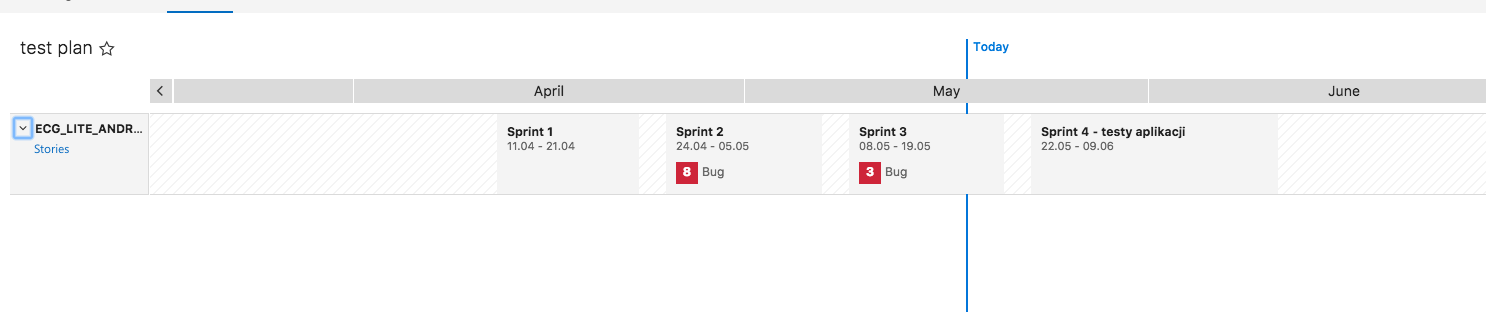 test plan
Today
April
May
June
ECG_LITE_ANDR...
Stories
Sprint 1
11.04 - 21.04
Sprint 2
24.04 - 05.05
8 Bug
Sprint 3
08.05 - 19.05
3 Bug
Sprint 4 - testy aplikacji
22.05 - 09.06